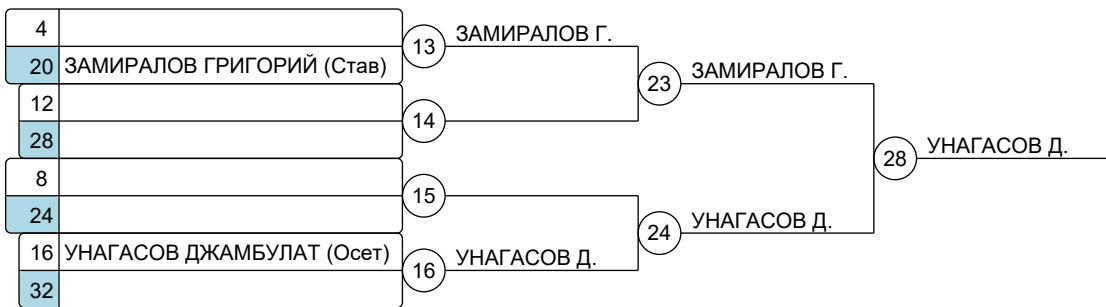 4
ЗАМИРАЛОВ Г.
13
20 ЗАМИРАЛОВ ГРИГОРИЙ (Став)
ЗАМИРАЛОВ Г.
23
12
14
28
УНАГАСОВ Д.
28
8
15
24
УНАГАСОВ Д.
24
16 УНАГАСОВ ДЖАМБУЛАТ (Осет)
УНАГАСОВ Д.
16
32